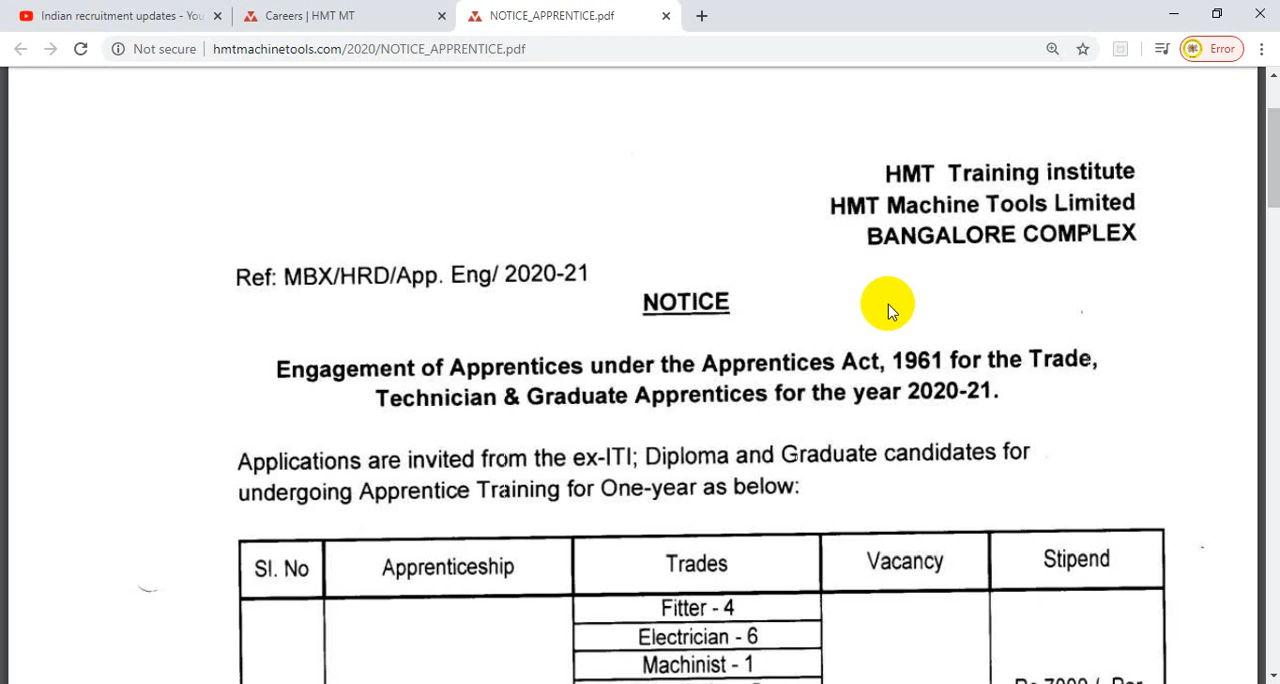 Indian recruitment updates - You
Careers | HMT MT
NOTICE_APPRENTICE.pdf
Not secure | hmtmachinetools.com/2020/NOTICE_APPRENTICE.pdf
Error
HMT Training institute
HMT Machine Tools Limited
BANGALORE COMPLEX
Ref: MBX/HRD/App. Eng/ 2020-21
NOTICE
Engagement of Apprentices under the Apprentices Act, 1961 for the Trade,
Technician & Graduate Apprentices for the year 2020-21.
Applications are invited from the ex-ITI; Diploma and Graduate candidates for
undergoing Apprentice Training for One-year as below:
Sl. No Apprenticeship Trades Vacancy Stipend
Fitter - 4
Electrician - 6
Machinist - 1